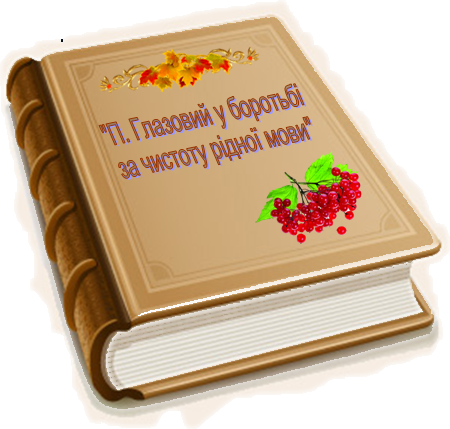 "П. Глазовий у боротьбі
за чистоту рідної мови"